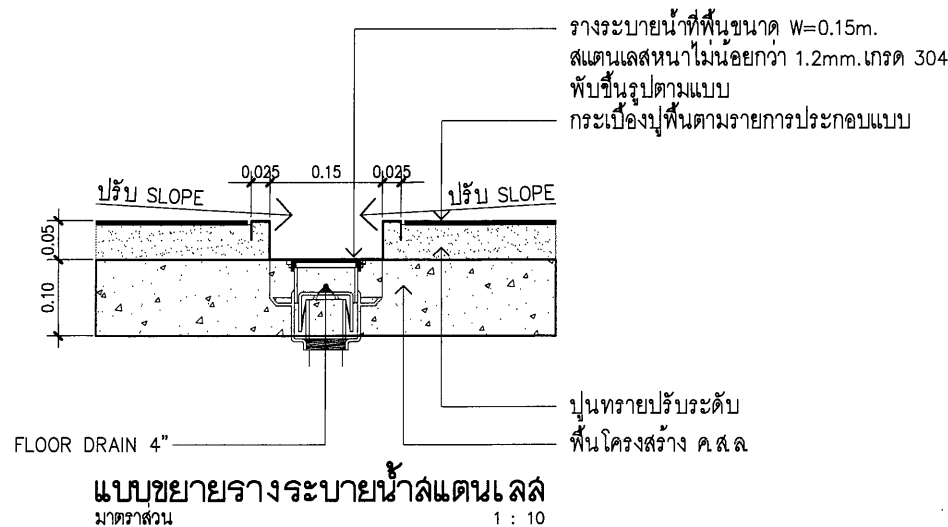 รางระบายน้ำที่พื้นขนาด W=0.15m.
สแตนเลสหนาไม่น้อยกว่า 1.2mm.เกรด 304
พับขึ้นรูปตามแบบ
กระเบื้องปูพื้นตามรายการประกอบแบบ
0.025 0.15 0.025
ปรับ SLOPE ปรับ SLOPE
0.05
0.10
ปูนทรายปรับระดับ
FLOOR DRAIN 4" พื้นโครงสร้าง ค.ส.ล.
แบบขยายรางระบายน้ำสแตนเลส
มาตราส่วน 1 : 10